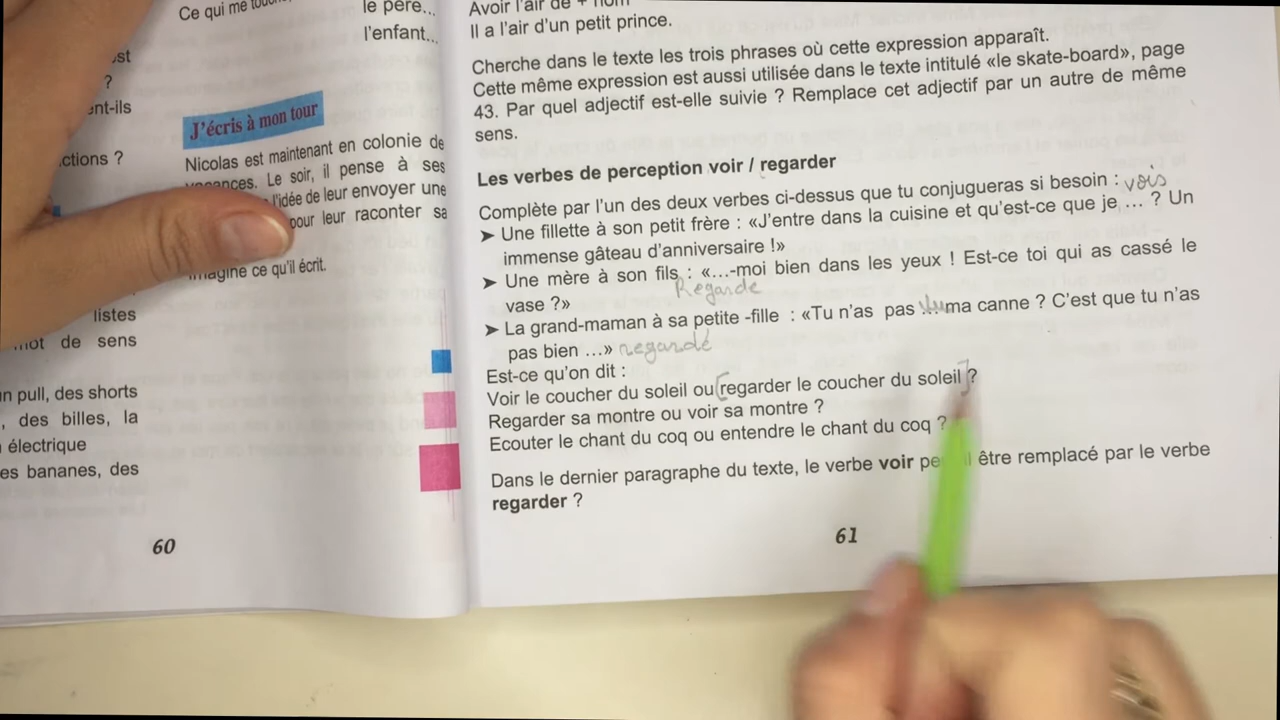 Ce qui me
le père...
l'enfant...
?
ent-ils
ctions ?
J'écris à mon tour
Nicolas est maintenant en colonie de
vacances. Le soir, il pense à ses
l'idée de leur envoyer une
pour leur raconter sa
imagine ce qu'il écrit.
listes
mot de sens
un pull, des shorts
, des billes, la
électrique
es bananes, des
60
Avoir l'air de + nom
Il a l'air d'un petit prince.
Cherche dans le texte les trois phrases où cette expression apparaît.
Cette même expression est aussi utilisée dans le texte intitulé «le skate-board», page
43. Par quel adjectif est-elle suivie ? Remplace cet adjectif par un autre de même
sens.
Les verbes de perception voir / regarder
Complète par l'un des deux verbes ci-dessus que tu conjugueras si besoin : vois
➤ Une fillette à son petit frère : «J'entre dans la cuisine et qu'est-ce que je ... ? Un
immense gâteau d'anniversaire !»
➤ Une mère à son fils : «...-moi bien dans les yeux ! Est-ce toi qui as cassé le
Regarde
vase ?»
➤ La grand-maman à sa petite -fille : «Tu n'as pas ... vu ma canne ? C'est que tu n'as
pas bien ...» regardé
Est-ce qu'on dit :
Voir le coucher du soleil ou [regarder le coucher du soleil] ?
Regarder sa montre ou voir sa montre ?
Ecouter le chant du coq ou entendre le chant du coq ?
Dans le dernier paragraphe du texte, le verbe voir être remplacé par le verbe
regarder ?
61